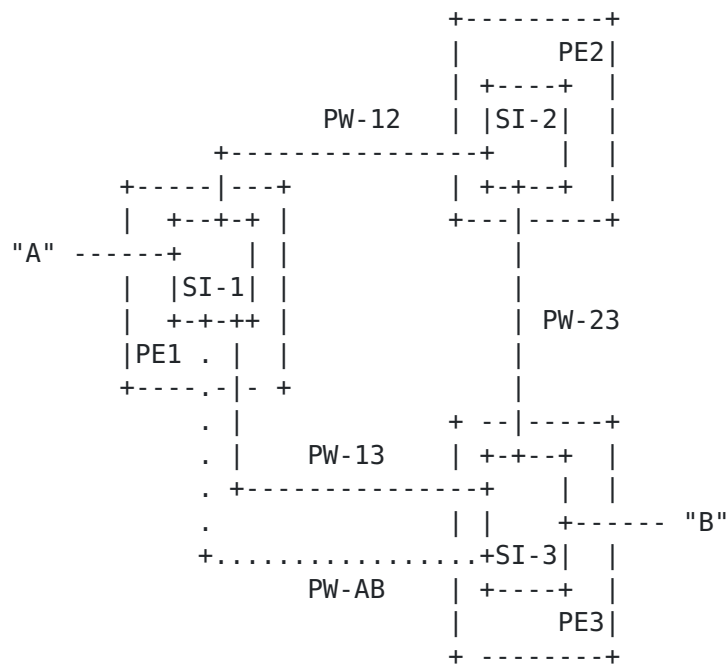 PE2
PW-12 SI-2
"A"
SI-1
PW-23
PE1
PW-13
"B"
SI-3
PW-AB
PE3